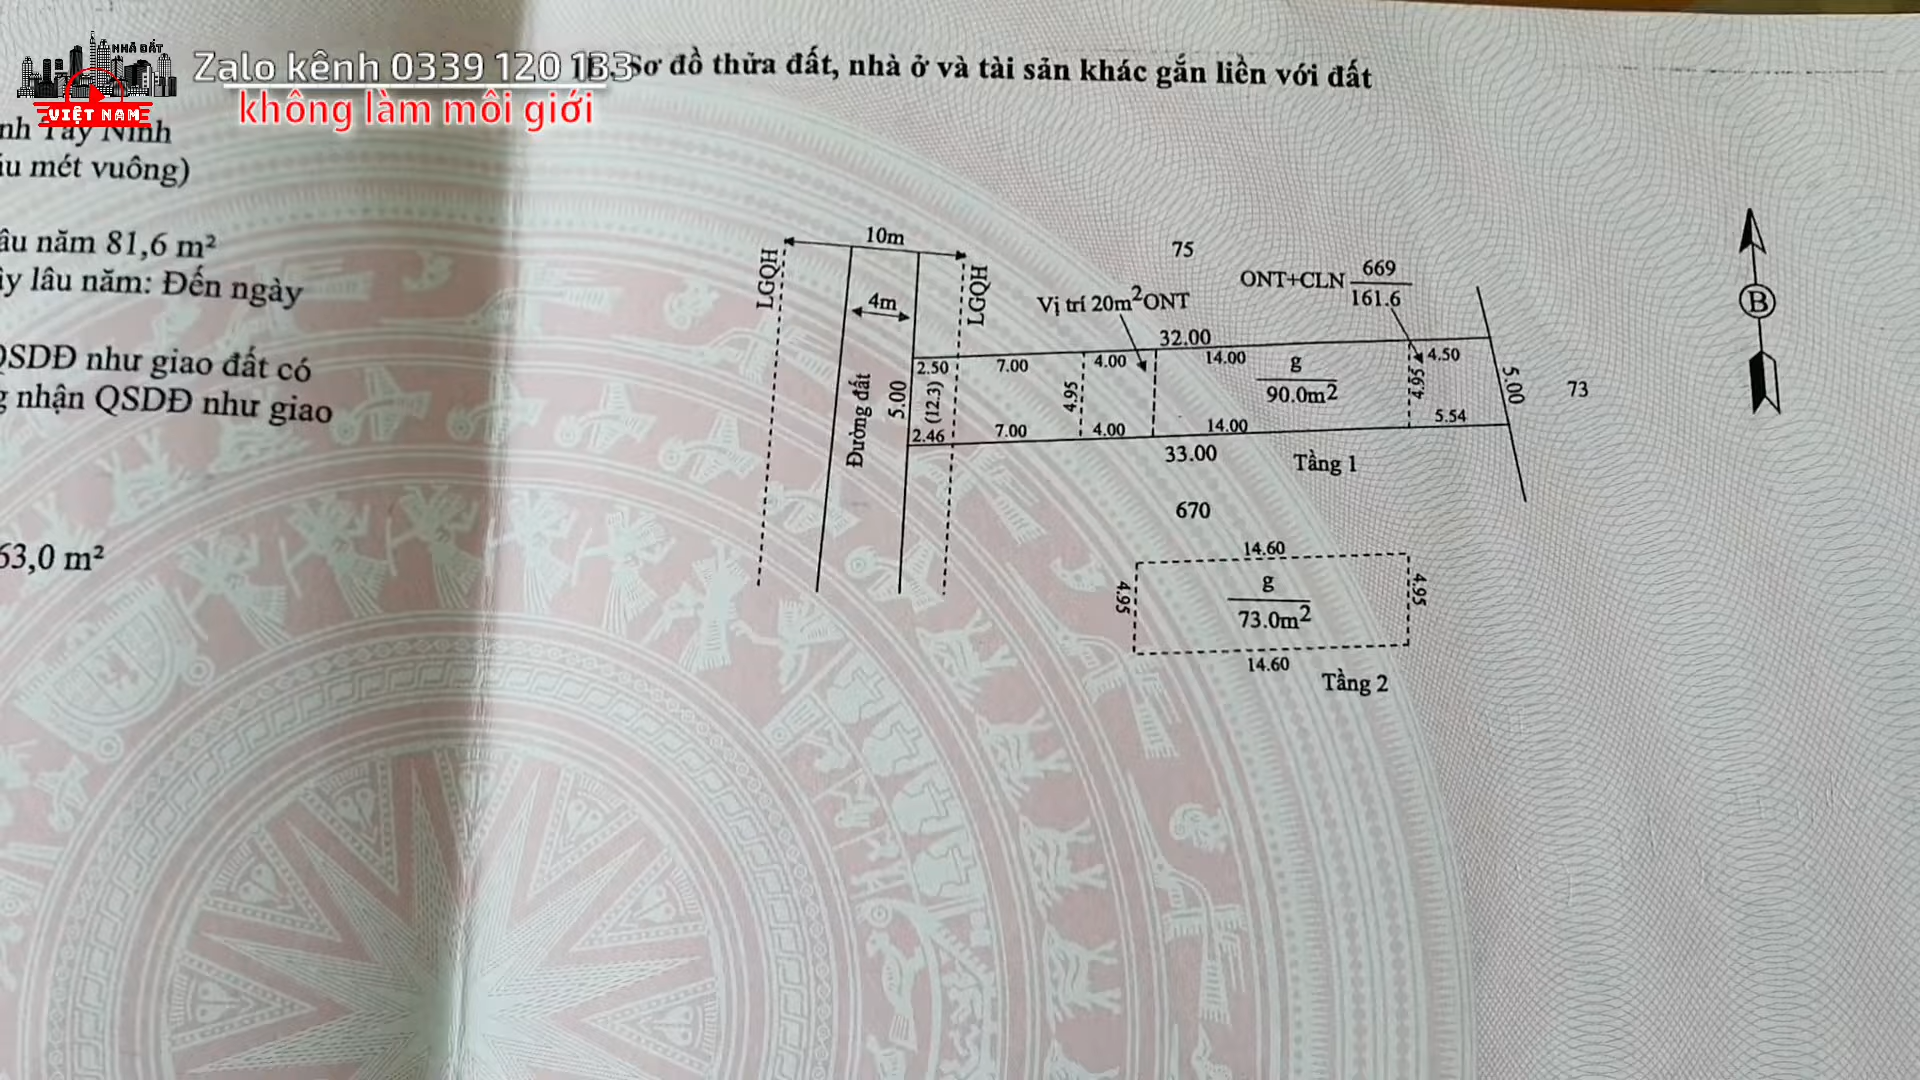 NHÀ ĐẤT
VIỆT NAM
Zalo kênh 0339 120 133
không làm môi giới
Sơ đồ thửa đất, nhà ở và tài sản khác gắn liền với đất
nh Tây Ninh
mét vuông)
âu năm 81,6 m²
ây lâu năm: Đến ngày
QSDĐ như giao đất có
g nhận QSDĐ như giao
63,0 m²
10m
LGQH
LGQH
4m
Đường đất
75
Vị trí 20m²ONT
ONT+CLN 669
161.6
32.00
2.50
7.00
4.00
14.00
4.50
5.00
(12.3)
4.95
g
90.0m²
4.95
5.00
73
2.46
7.00
4.00
14.00
5.54
33.00
Tầng 1
670
14.60
4.95
g
73.0m²
4.95
14.60
Tầng 2
B